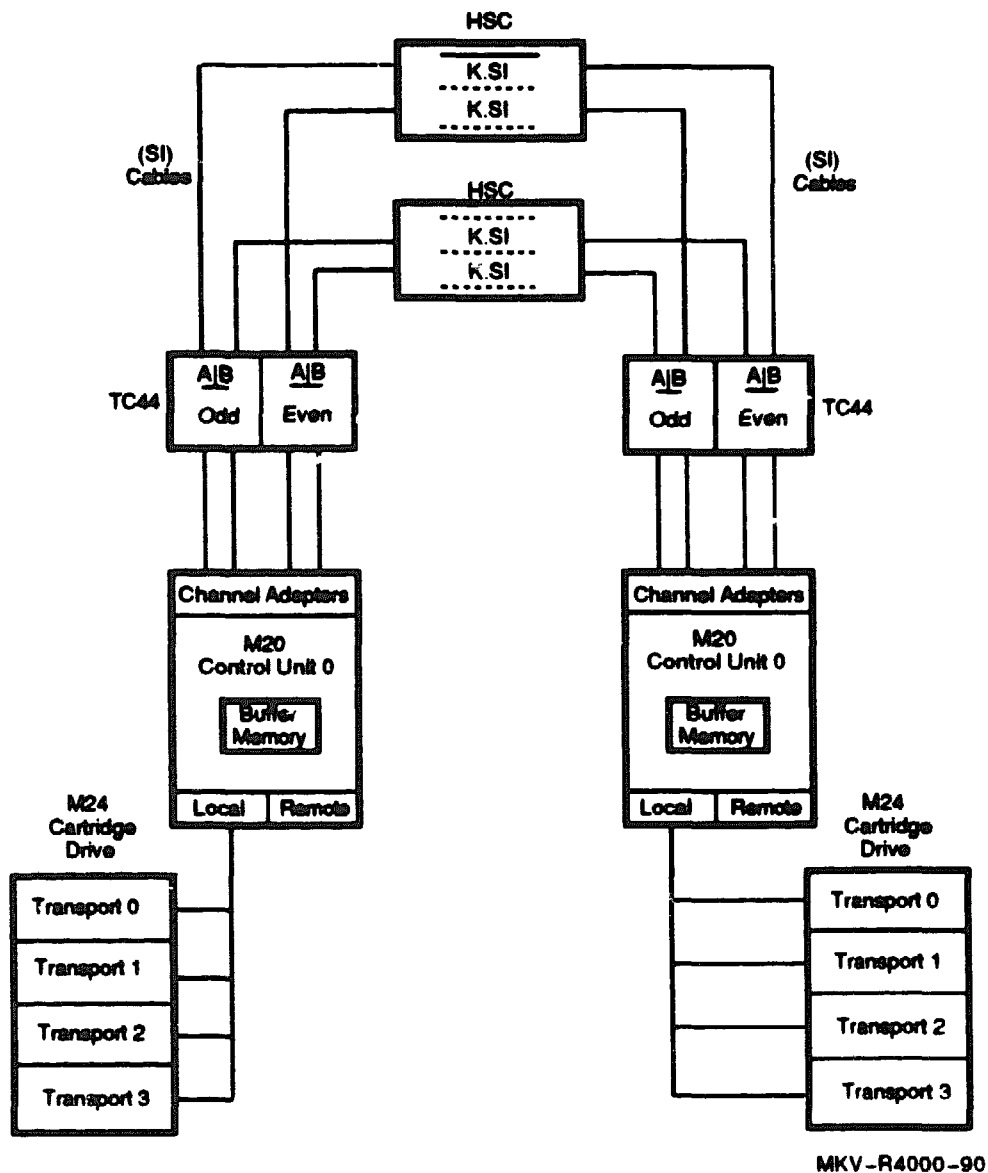 HSC
K.SI
K.SI
(SI)
Cables
(SI)
Cables
HSC
K.SI
K.SI
TC44
A|B
Odd
A|B
Even
A|B
Odd
A|B
Even
TC44
Channel Adapters
M20
Control Unit 0
Buffer
Memory
Local
Remote
Channel Adapters
M20
Control Unit 0
Buffer
Memory
Local
Remote
M24
Cartridge
Drive
Transport 0
Transport 1
Transport 2
Transport 3
M24
Cartridge
Drive
Transport 0
Transport 1
Transport 2
Transport 3
MKV-R4000-90